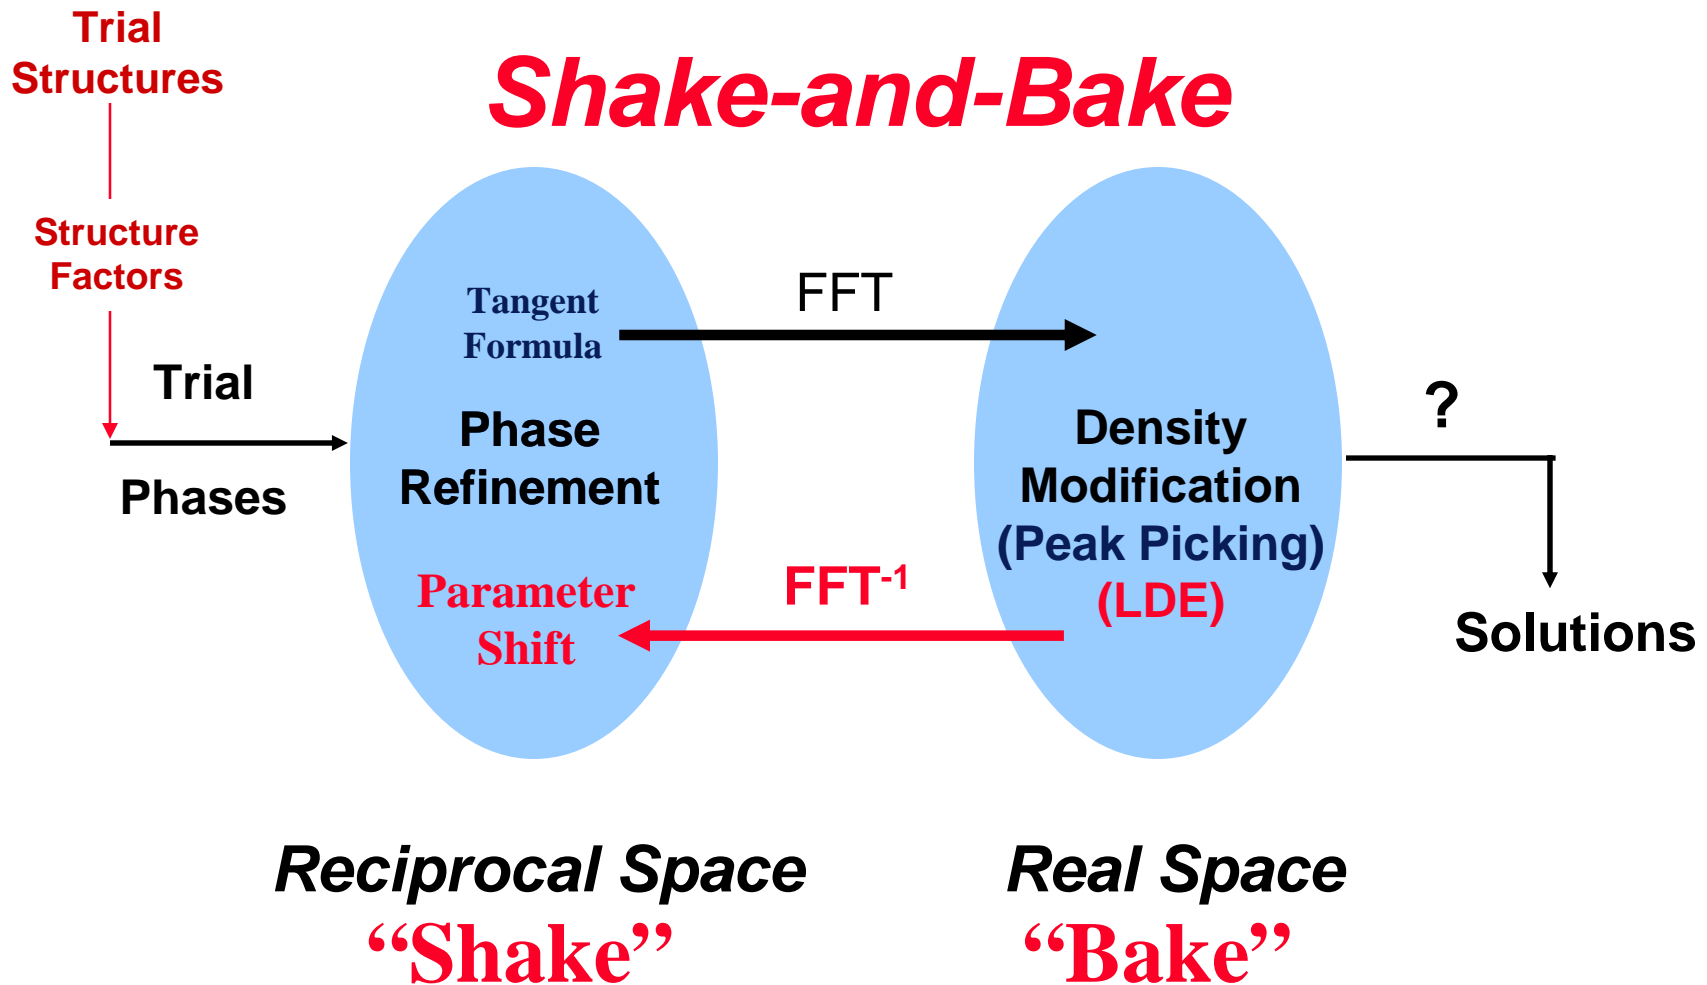 Trial
Structures
Shake-and-Bake
Structure
Factors
Trial
Phases
Tangent
Formula
Phase
Refinement
Parameter
Shift
FFT
FFT⁻¹
Density
Modification
(Peak Picking)
(LDE)
?
Solutions
Reciprocal Space
“Shake”
Real Space
“Bake”